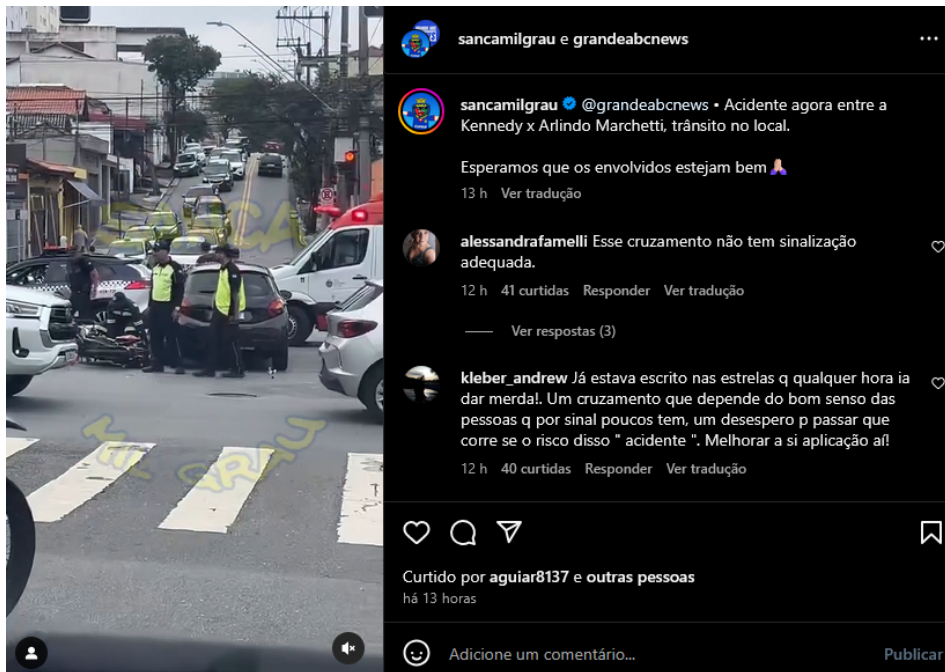 sancamilgrau e grandeabcnews
sancamilgrau @grandeabcnews • Acidente agora entre a
Kennedy x Arlindo Marchetti, trânsito no local.
Esperamos que os envolvidos estejam bem🙏🏼
13 h Ver tradução
alessandrafamelli Esse cruzamento não tem sinalização
adequada.
12 h 41 curtidas Responder Ver tradução
Ver respostas (3)
kleber_andrew Já estava escrito nas estrelas q qualquer hora ia
dar merda!. Um cruzamento que depende do bom senso das
pessoas q por sinal poucos tem, um desespero p passar que
corre se o risco disso " acidente ". Melhorar a si aplicação aí!
12 h 40 curtidas Responder Ver tradução
SANCA
MIL GRAU
Curtido por aguiar8137 e outras pessoas
há 13 horas
Adicione um comentário...
Publicar